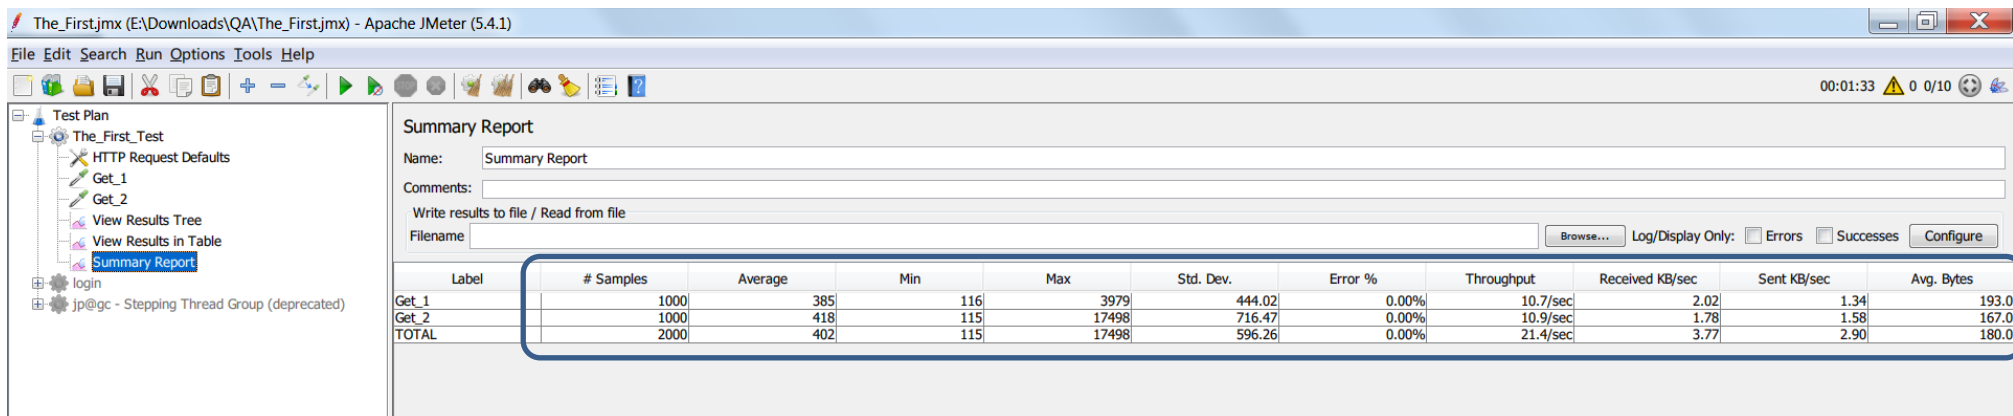 The_First.jmx (E:\Downloads\QA\The_First.jmx) - Apache JMeter (5.4.1)
File Edit Search Run Options Tools Help
STOP
?
00:01:33 0 0/10
Test Plan
The_First_Test
HTTP Request Defaults
Get_1
Get_2
View Results Tree
View Results in Table
Summary Report
login
jp@gc - Stepping Thread Group (deprecated)
Summary Report
Name: Summary Report
Comments:
Write results to file / Read from file
Filename Browse... Log/Display Only: Errors Successes Configure
Label # Samples Average Min Max Std. Dev. Error % Throughput Received KB/sec Sent KB/sec Avg. Bytes
Get_1 1000 385 116 3979 444.02 0.00% 10.7/sec 2.02 1.34 193.0
Get_2 1000 418 115 17498 716.47 0.00% 10.9/sec 1.78 1.58 167.0
TOTAL 2000 402 115 17498 596.26 0.00% 21.4/sec 3.77 2.90 180.0